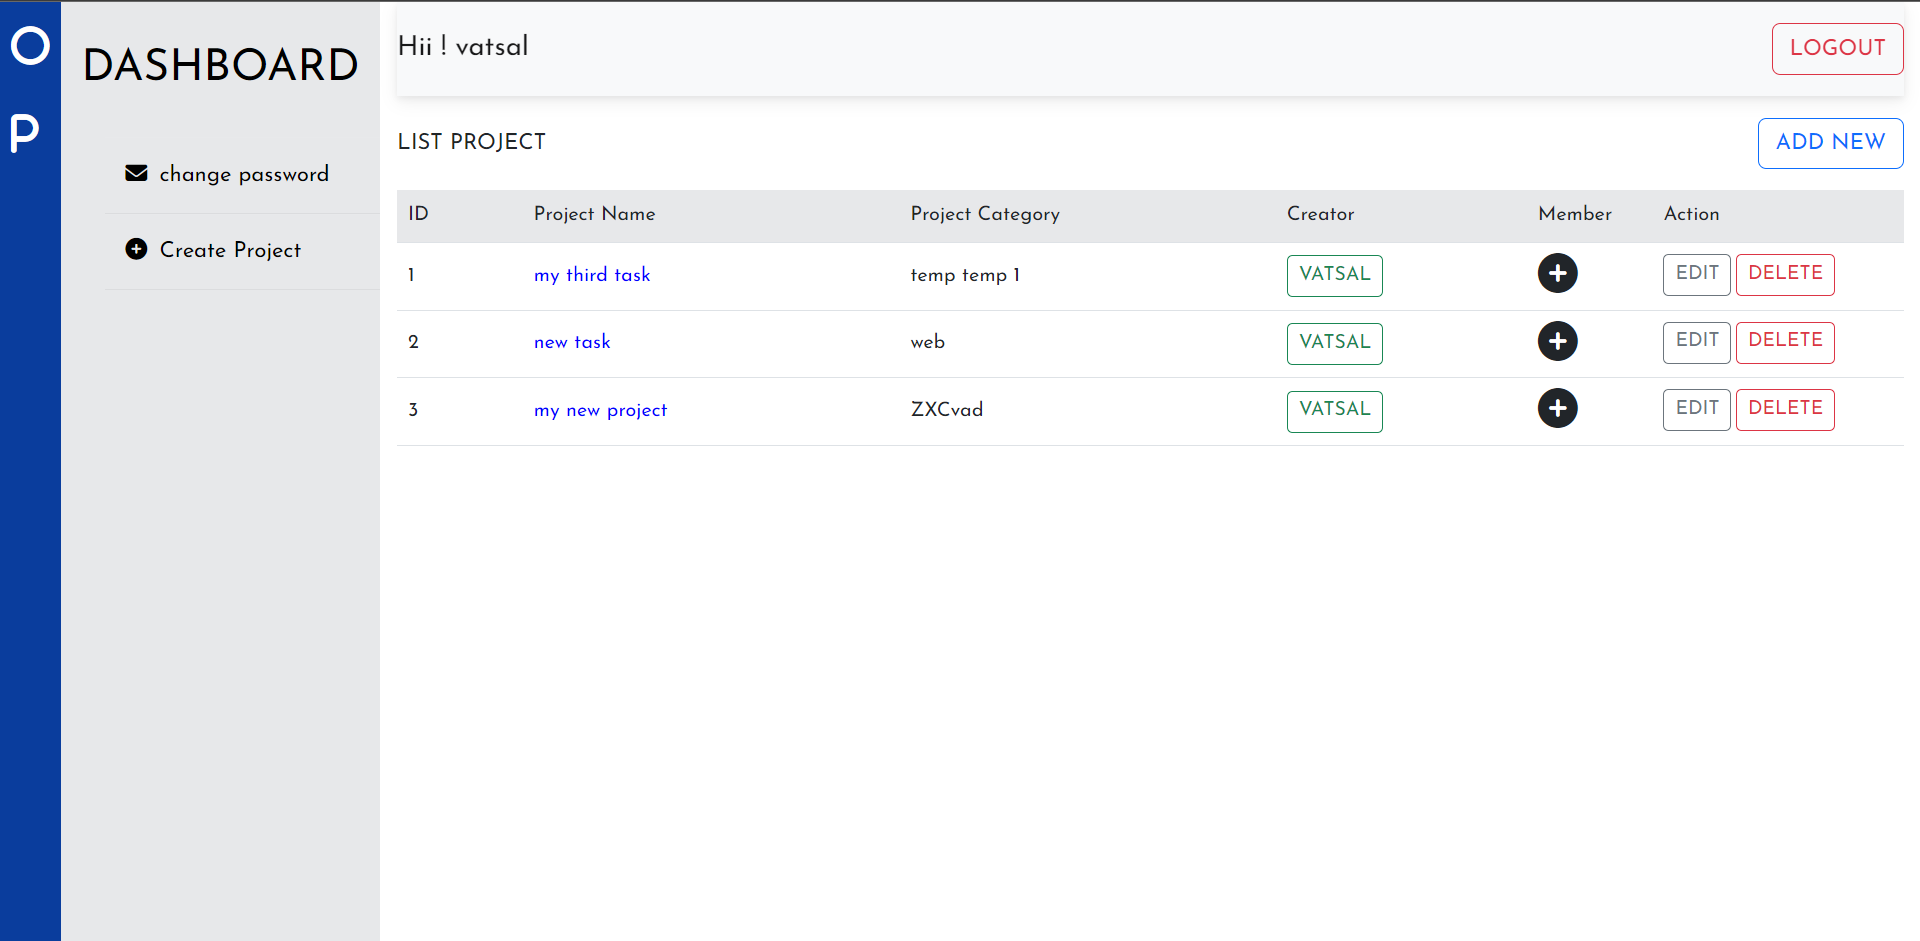 O
P
DASHBOARD
change password
Create Project
Hii ! vatsal
LOGOUT
LIST PROJECT
ADD NEW
ID Project Name Project Category Creator Member Action
1 my third task temp temp 1 VATSAL EDIT DELETE
2 new task web VATSAL EDIT DELETE
3 my new project ZXCvad VATSAL EDIT DELETE